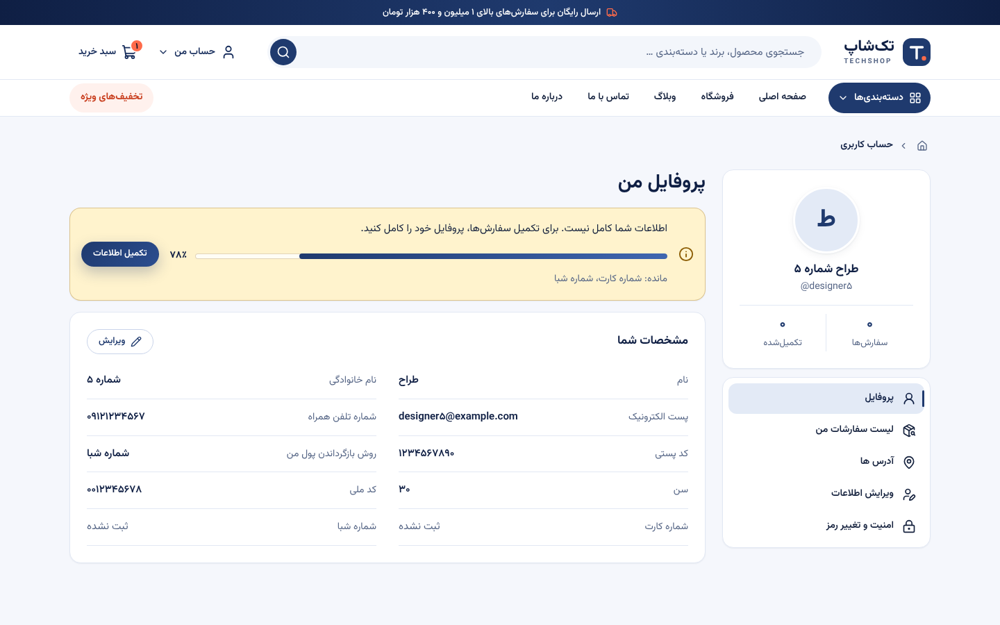 ارسال رایگان برای سفارش‌های بالای ۱ میلیون و ۴۰۰ هزار تومان
T.
تک‌شاپ
TECHSHOP
جستجوی محصول، برند یا دسته‌بندی ...
حساب من
سبد خرید
۱
دسته‌بندی‌ها
صفحه اصلی
فروشگاه
وبلاگ
تماس با ما
درباره ما
تخفیف‌های ویژه
حساب کاربری
ط
طراح شماره ۵
@designer۵
۰
سفارش‌ها
۰
تکمیل‌شده
پروفایل
لیست سفارشات من
آدرس ها
ویرایش اطلاعات
امنیت و تغییر رمز
پروفایل من
اطلاعات شما کامل نیست. برای تکمیل سفارش‌ها، پروفایل خود را کامل کنید.
۷۸٪
مانده: شماره کارت، شماره شبا
تکمیل اطلاعات
مشخصات شما
ویرایش
نام
طراح
نام خانوادگی
شماره ۵
پست الکترونیک
designer۵@example.com
شماره تلفن همراه
۰۹۱۲۱۲۳۴۵۶۷
کد پستی
۱۲۳۴۵۶۷۸۹۰
روش بازگرداندن پول من
شماره شبا
سن
۳۰
کد ملی
۰۰۱۲۳۴۵۶۷۸
شماره کارت
ثبت نشده
شماره شبا
ثبت نشده